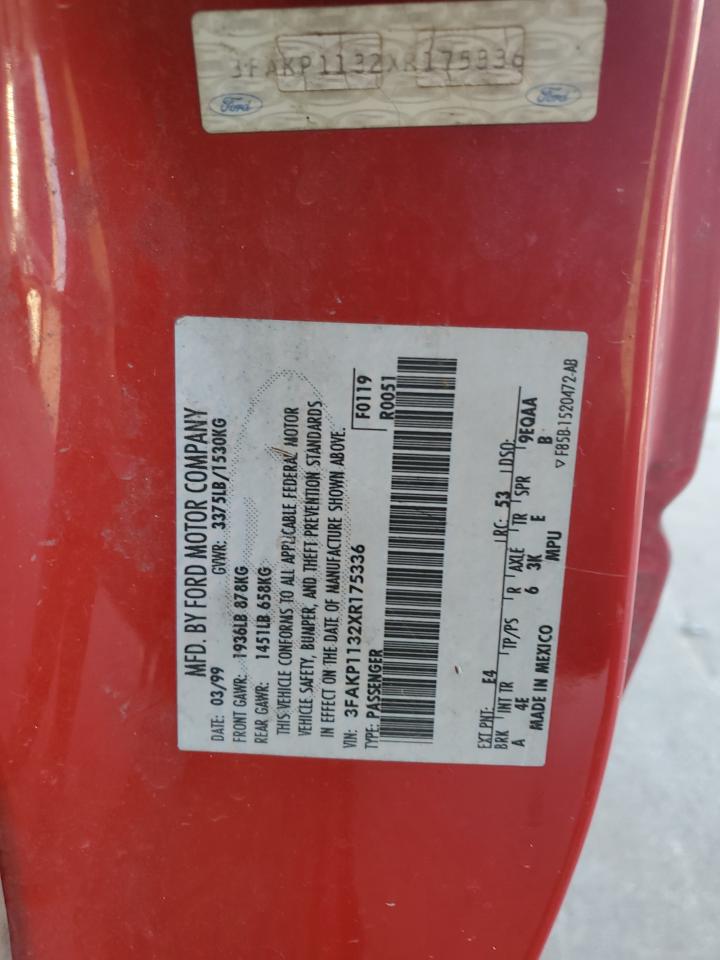 3FAKP1132XR175336
Ford Ford
MFD. BY FORD MOTOR COMPANY
DATE: 03/99 GVWR: 3375LB/1530KG
FRONT GAWR: 1936LB 878KG
REAR GAWR: 1451LB 658KG
THIS VEHICLE CONFORMS TO ALL APPLICABLE FEDERAL MOTOR
VEHICLE SAFETY, BUMPER, AND THEFT PREVENTION STANDARDS
IN EFFECT ON THE DATE OF MANUFACTURE SHOWN ABOVE.
VIN: 3FAKP1132XR175336 F0119
TYPE: PASSENGER R0051
EXT PNT: E4 RC: 53 DSO:
BRK INT TR TP/PS R AXLE TR SPR 9EQAA
A 4E 6 3K E B
MADE IN MEXICO MPU ▽ F85B-1520472-AB